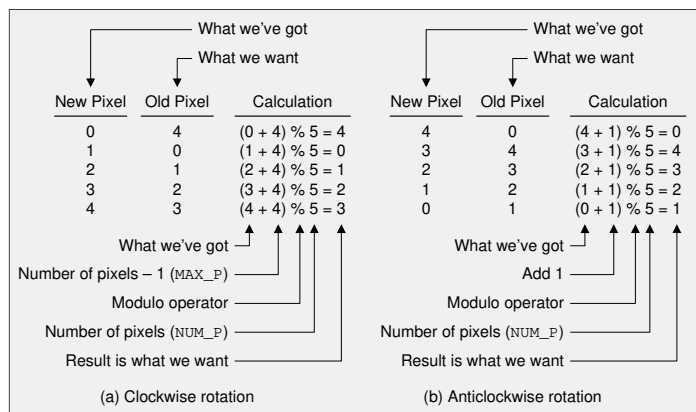 What we've got
What we want
New Pixel Old Pixel Calculation
0 4 (0 + 4) % 5 = 4
1 0 (1 + 4) % 5 = 0
2 1 (2 + 4) % 5 = 1
3 2 (3 + 4) % 5 = 2
4 3 (4 + 4) % 5 = 3
What we've got
Number of pixels – 1 (MAX_P)
Modulo operator
Number of pixels (NUM_P)
Result is what we want
(a) Clockwise rotation
What we've got
What we want
New Pixel Old Pixel Calculation
4 0 (4 + 1) % 5 = 0
3 4 (3 + 1) % 5 = 4
2 3 (2 + 1) % 5 = 3
1 2 (1 + 1) % 5 = 2
0 1 (0 + 1) % 5 = 1
What we've got
Add 1
Modulo operator
Number of pixels (NUM_P)
Result is what we want
(b) Anticlockwise rotation